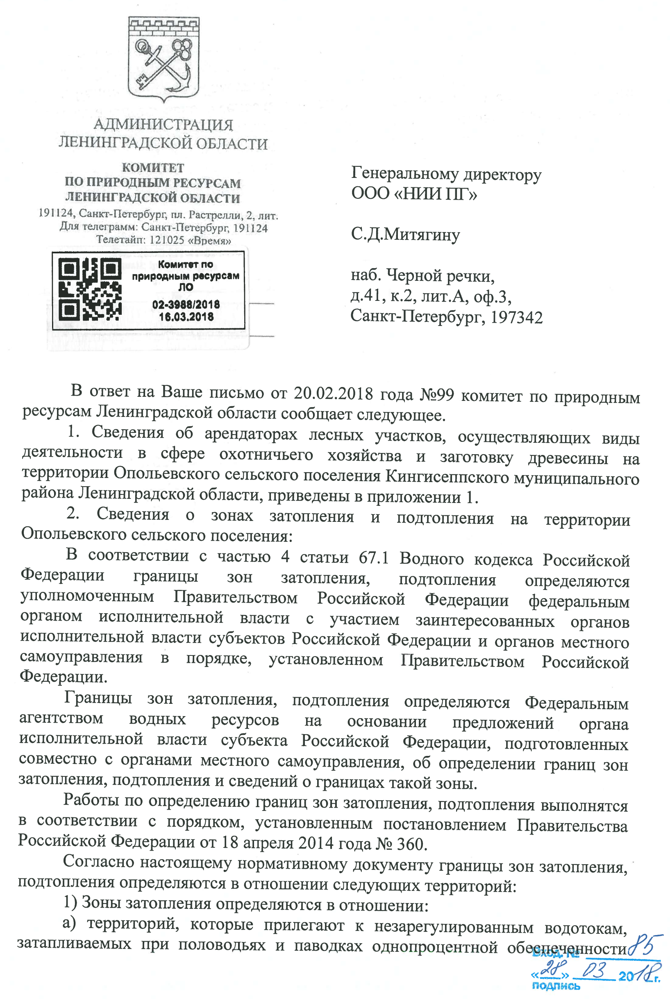 АДМИНИСТРАЦИЯ
ЛЕНИНГРАДСКОЙ ОБЛАСТИ
КОМИТЕТ
ПО ПРИРОДНЫМ РЕСУРСАМ
ЛЕНИНГРАДСКОЙ ОБЛАСТИ
191124, Санкт-Петербург, пл. Растрелли, 2, лит.
Для телеграмм: Санкт-Петербург, 191124
Телетайп: 121025 «Время»
Комитет по
природным ресурсам
ЛО
02-3988/2018
16.03.2018
Генеральному директору
ООО «НИИ ПГ»
С.Д.Митягину
наб. Черной речки,
д.41, к.2, лит.А, оф.3,
Санкт-Петербург, 197342
В ответ на Ваше письмо от 20.02.2018 года №99 комитет по природным
ресурсам Ленинградской области сообщает следующее.
1. Сведения об арендаторах лесных участков, осуществляющих виды
деятельности в сфере охотничьего хозяйства и заготовку древесины на
территории Опольевского сельского поселения Кингисеппского муниципального
района Ленинградской области, приведены в приложении 1.
2. Сведения о зонах затопления и подтопления на территории
Опольевского сельского поселения:
В соответствии с частью 4 статьи 67.1 Водного кодекса Российской
Федерации границы зон затопления, подтопления определяются
уполномоченным Правительством Российской Федерации федеральным
органом исполнительной власти с участием заинтересованных органов
исполнительной власти субъектов Российской Федерации и органов местного
самоуправления в порядке, установленном Правительством Российской
Федерации.
Границы зон затопления, подтопления определяются Федеральным
агентством водных ресурсов на основании предложений органа
исполнительной власти субъекта Российской Федерации, подготовленных
совместно с органами местного самоуправления, об определении границ зон
затопления, подтопления и сведений о границах такой зоны.
Работы по определению границ зон затопления, подтопления выполнятся
в соответствии с порядком, установленным постановлением Правительства
Российской Федерации от 18 апреля 2014 года № 360.
Согласно настоящему нормативному документу границы зон затопления,
подтопления определяются в отношении следующих территорий:
1) Зоны затопления определяются в отношении:
а) территорий, которые прилегают к незарегулированным водотокам,
затапливаемых при половодьях и паводках однопроцентной обеспеченности
Вход. № 85
«28» 03 2018 г.
подпись